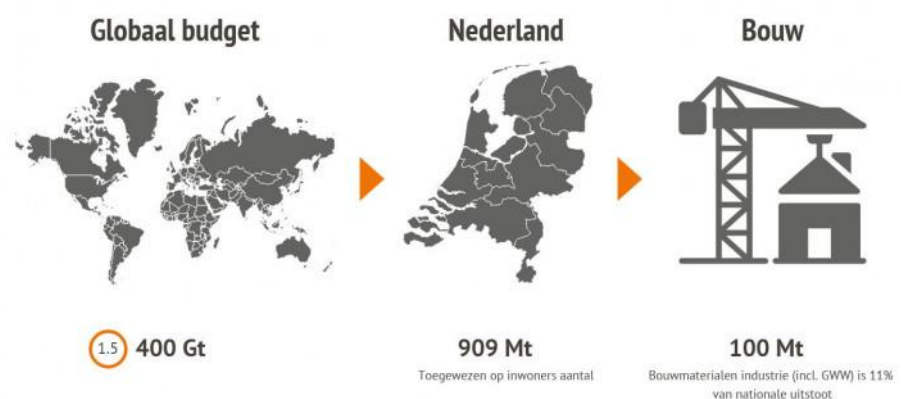 Globaal budget
Nederland
Bouw
1.5 400 Gt
909 Mt
Toegewezen op inwoners aantal
100 Mt
Bouwmaterialen industrie (incl. GWW) is 11%
van nationale uitstoot